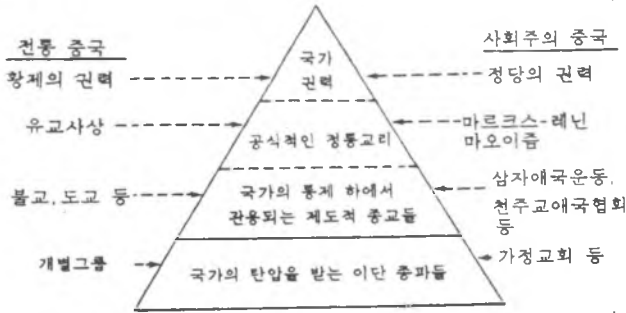 전통 중국
사회주의 중국
황제의 권력
국가
권력
정당의 권력
유교사상
공식적인 정통교리
마르크스-레닌
마오이즘
불교, 도교 등
국가의 통제 하에서
관용되는 제도적 종교들
삼자애국운동,
천주교애국협회
등
개별그룹
국가의 탄압을 받는 이단 종파들
가정교회 등